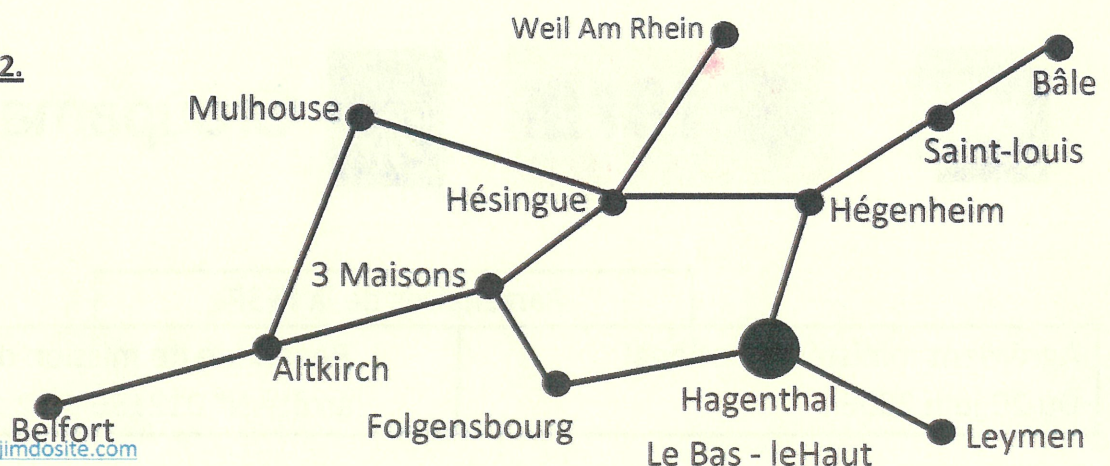 2.
Weil Am Rhein
Bâle
Mulhouse
Saint-louis
Hésingue
Hégenheim
3 Maisons
Altkirch
Hagenthal
Le Bas - leHaut
Folgensbourg
Belfort
Leymen
jimdosite.com